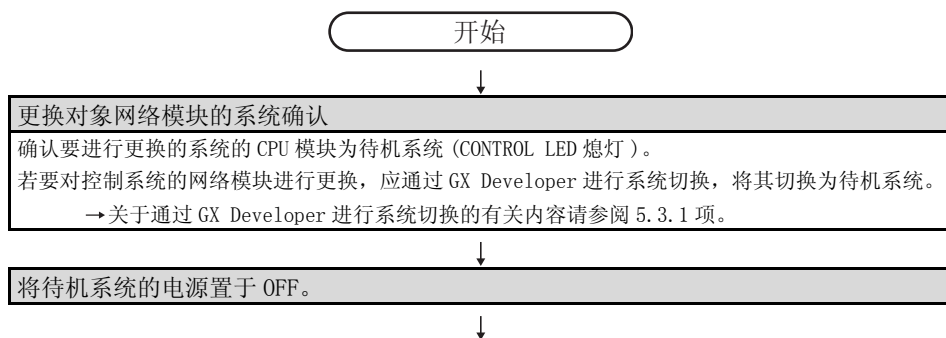 开始
更换对象网络模块的系统确认
确认要进行更换的系统的 CPU 模块为待机系统 (CONTROL LED 熄灯 )。
若要对控制系统的网络模块进行更换，应通过 GX Developer 进行系统切换，将其切换为待机系统。
→关于通过 GX Developer 进行系统切换的有关内容请参阅 5.3.1 项。
将待机系统的电源置于 OFF。